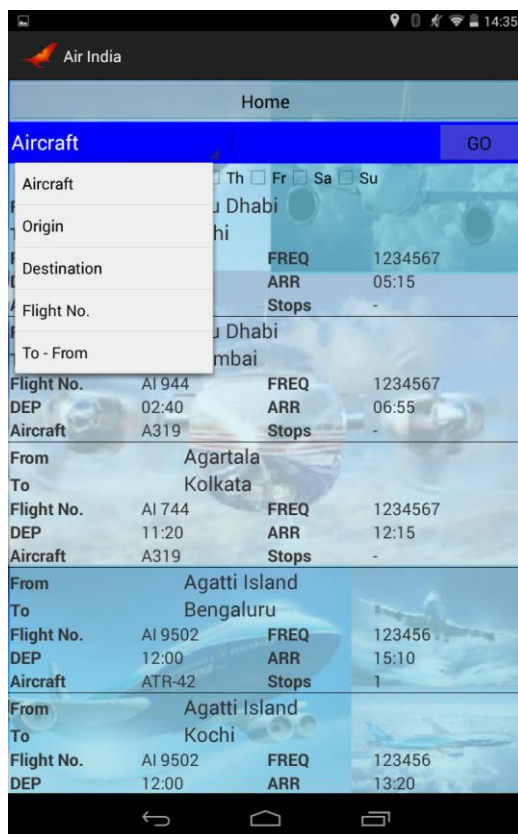 14:35
Air India
Home
Aircraft GO
Th Fr Sa Su
Aircraft
Origin
Destination
Flight No.
To - From
u Dhabi
hi
FREQ 1234567
ARR 05:15
Stops -
u Dhabi
mbai
Flight No. AI 944 FREQ 1234567
DEP 02:40 ARR 06:55
Aircraft A319 Stops -
From Agartala
To Kolkata
Flight No. AI 744 FREQ 1234567
DEP 11:20 ARR 12:15
Aircraft A319 Stops -
From Agatti Island
To Bengaluru
Flight No. AI 9502 FREQ 123456
DEP 12:00 ARR 15:10
Aircraft ATR-42 Stops 1
From Agatti Island
To Kochi
Flight No. AI 9502 FREQ 123456
DEP 12:00 ARR 13:20